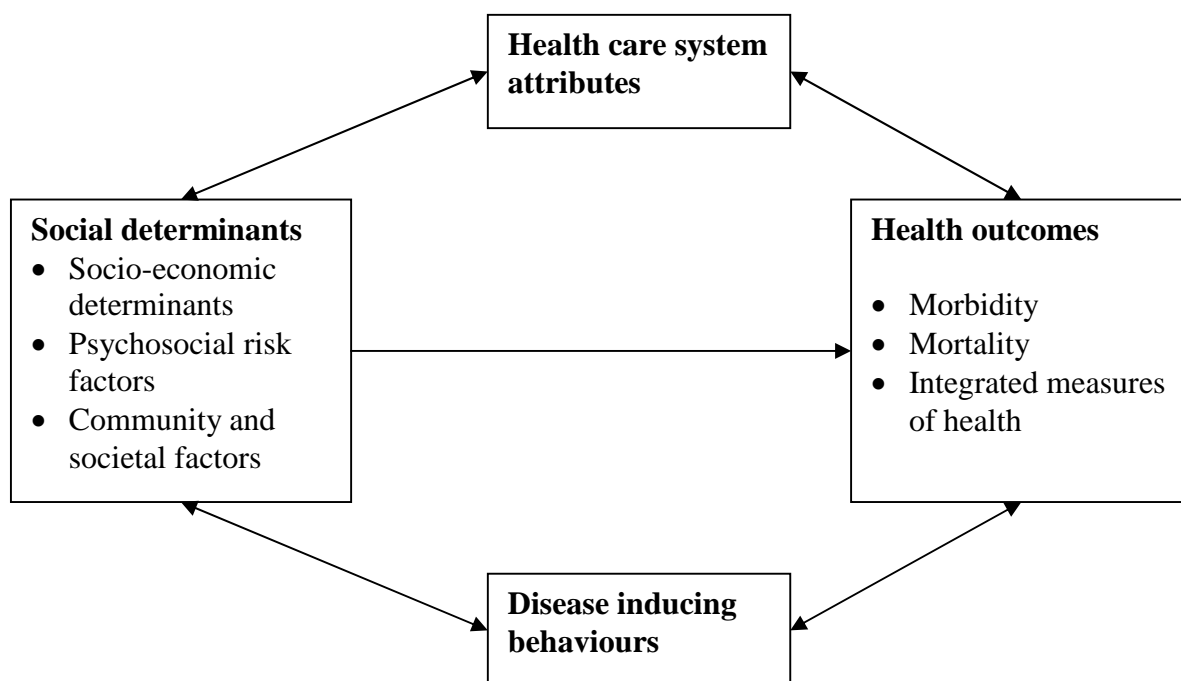 Health care system
attributes
Social determinants
• Socio-economic
determinants
• Psychosocial risk
factors
• Community and
societal factors
Health outcomes
• Morbidity
• Mortality
• Integrated measures
of health
Disease inducing
behaviours